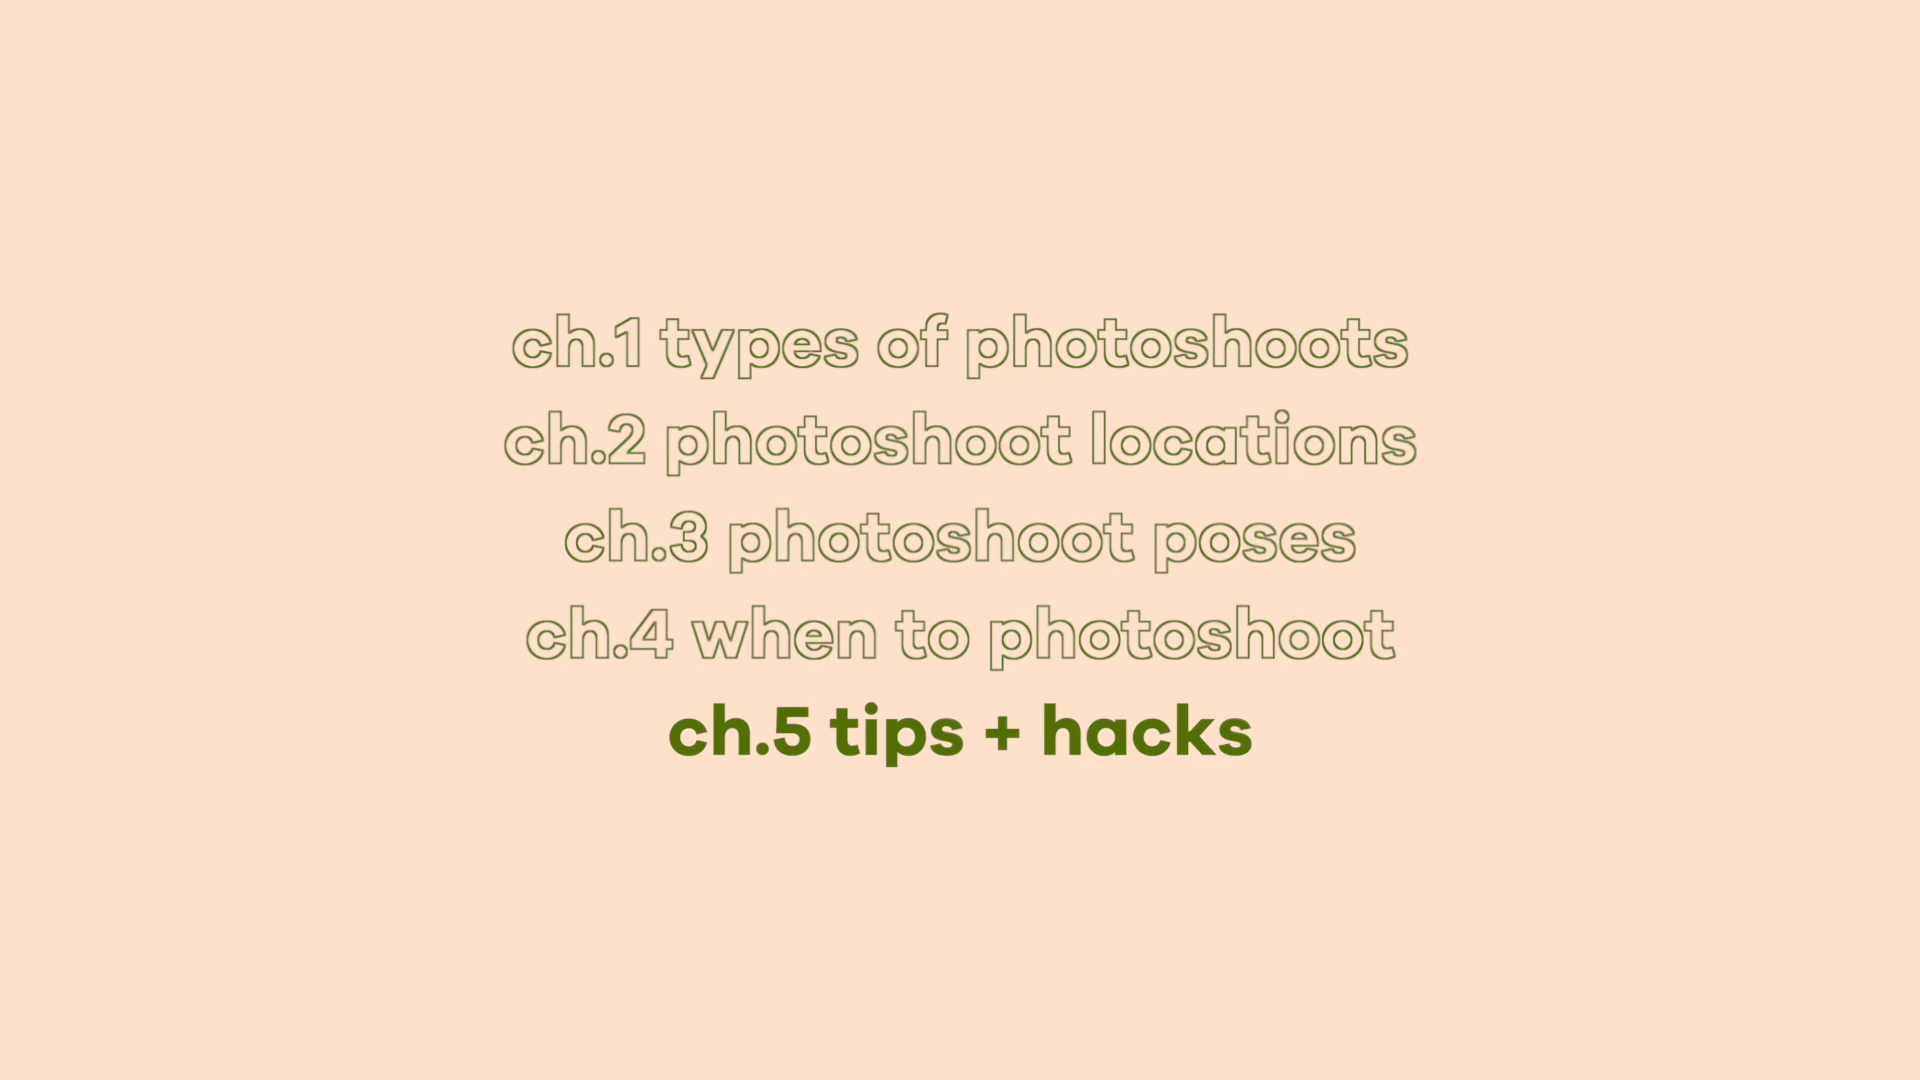 ch.1 types of photoshoots
ch.2 photoshoot locations
ch.3 photoshoot poses
ch.4 when to photoshoot
ch.5 tips + hacks